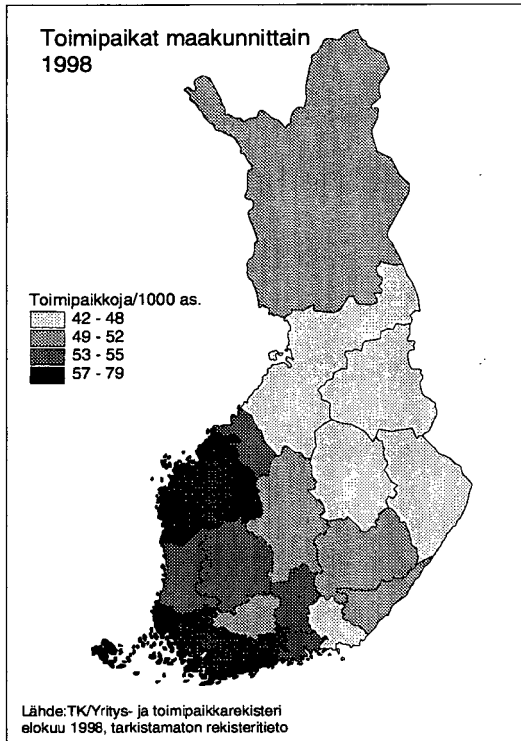 Toimipaikat maakunnittain
1998
Toimipaikkoja/1000 as.
42 - 48
49 - 52
53 - 55
57 - 79
Lähde:TK/Yritys- ja toimipaikkarekisteri
elokuu 1998, tarkistamaton rekisteritieto